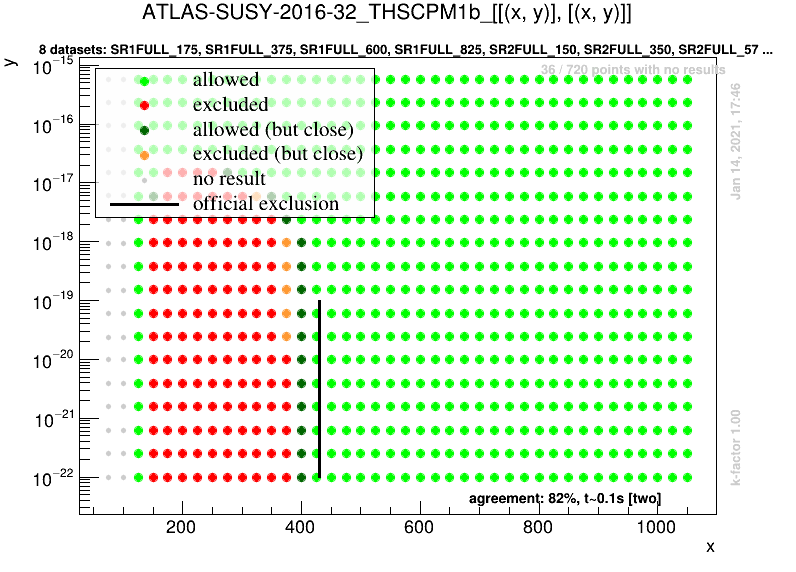 ATLAS-SUSY-2016-32_THSCPM1b_[[(x, y)], [(x, y)]]
8 datasets: SR1FULL_175, SR1FULL_375, SR1FULL_600, SR1FULL_825, SR2FULL_150, SR2FULL_350, SR2FULL_57 ...
36 / 720 points with no results
y
10⁻¹⁵
10⁻¹⁶
10⁻¹⁷
10⁻¹⁸
10⁻¹⁹
10⁻²⁰
10⁻²¹
10⁻²²
allowed
excluded
allowed (but close)
excluded (but close)
no result
official exclusion
Jan 14, 2021, 17:46
k-factor 1.00
agreement: 82%, t~0.1s [two]
200 400 600 800 1000
x